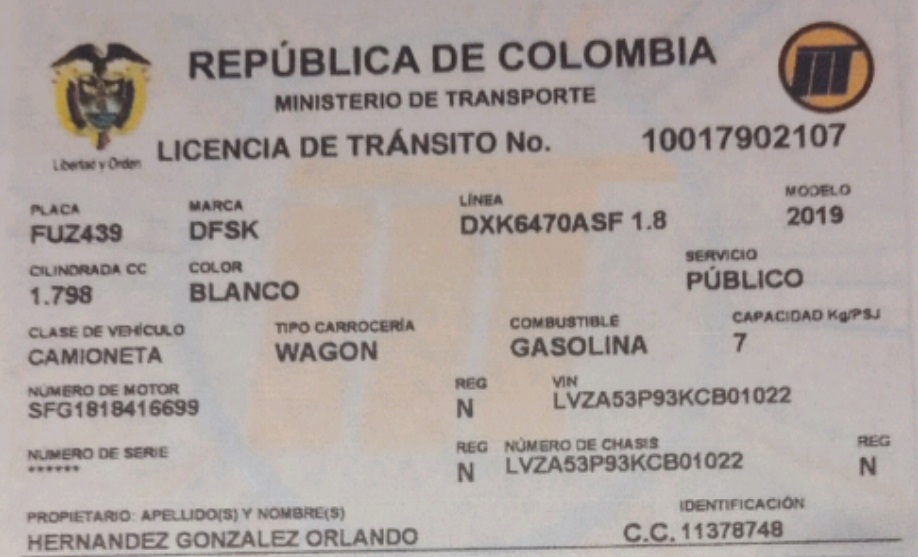 REPÚBLICA DE COLOMBIA
MINISTERIO DE TRANSPORTE
Libertad y Orden
LICENCIA DE TRÁNSITO No. 10017902107
PLACA MARCA LÍNEA MODELO
FUZ439 DFSK DXK6470ASF 1.8 2019
CILINDRADA CC COLOR SERVICIO
1.798 BLANCO PÚBLICO
CLASE DE VEHÍCULO TIPO CARROCERÍA COMBUSTIBLE CAPACIDAD Kg/PSJ
CAMIONETA WAGON GASOLINA 7
NÚMERO DE MOTOR REG VIN
SFG1818416699 N LVZA53P93KCB01022
NÚMERO DE SERIE REG NÚMERO DE CHASIS REG
****** N LVZA53P93KCB01022 N
PROPIETARIO: APELLIDO(S) Y NOMBRE(S) IDENTIFICACIÓN
HERNANDEZ GONZALEZ ORLANDO C.C. 11378748